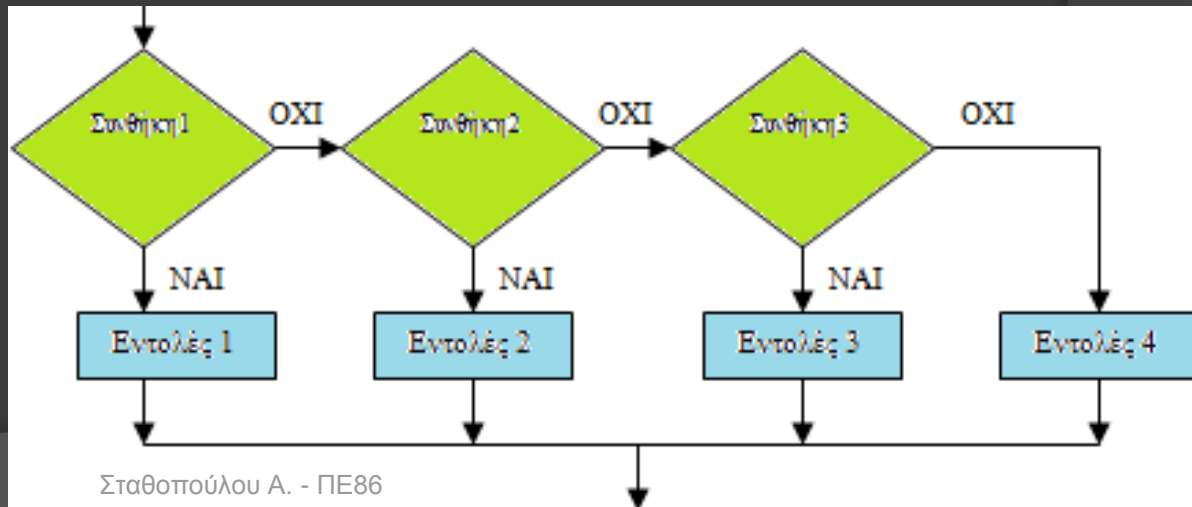 Συνθήκη1
ΟΧΙ
Συνθήκη2
ΟΧΙ
Συνθήκη3
ΟΧΙ
ΝΑΙ
ΝΑΙ
ΝΑΙ
Εντολές 1
Εντολές 2
Εντολές 3
Εντολές 4
Σταθοπούλου Α. - ΠΕ86